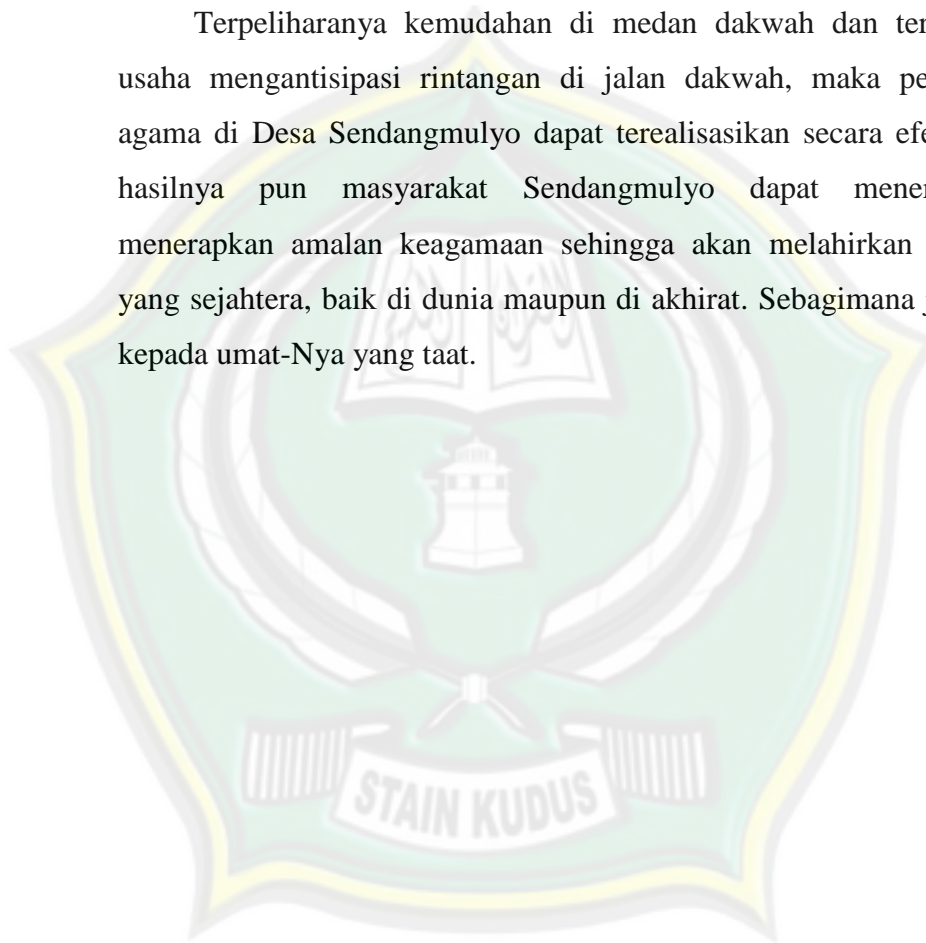 Terpeliharanya kemudahan di medan dakwah dan ter
usaha mengantisipasi rintangan di jalan dakwah, maka pe
agama di Desa Sendangmulyo dapat terealisasikan secara efe
hasilnya pun masyarakat Sendangmulyo dapat mener
menerapkan amalan keagamaan sehingga akan melahirkan
yang sejahtera, baik di dunia maupun di akhirat. Sebagimana j
kepada umat-Nya yang taat.
STAIN KUDUS